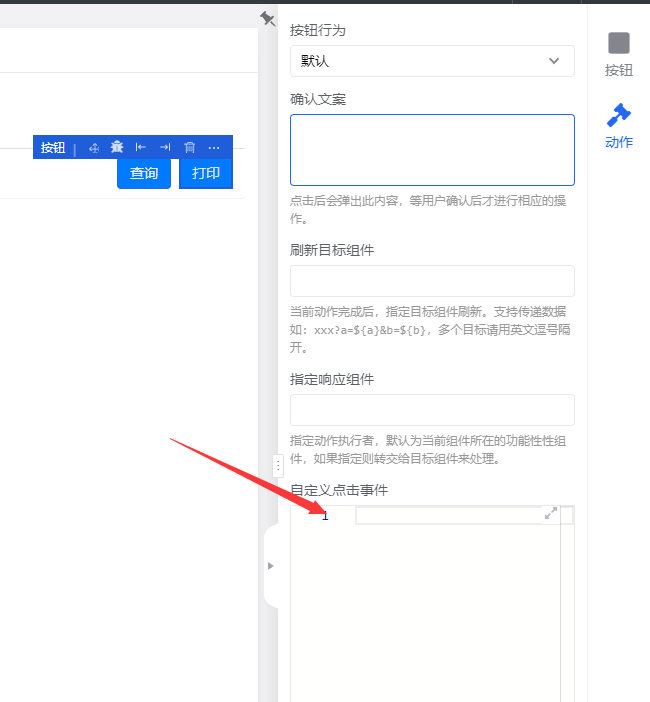 按钮行为
默认
确认文案
点击后会弹出此内容，等用户确认后才进行相应的操
作。
刷新目标组件
当前动作完成后，指定目标组件刷新。支持传递数据
如：xxx?a=${a}&b=${b}，多个目标请用英文逗号隔
开。
指定响应组件
指定动作执行者，默认为当前组件所在的功能性性组
件，如果指定则转交给目标组件来处理。
自定义点击事件
1
按钮
查询
打印
按钮
动作